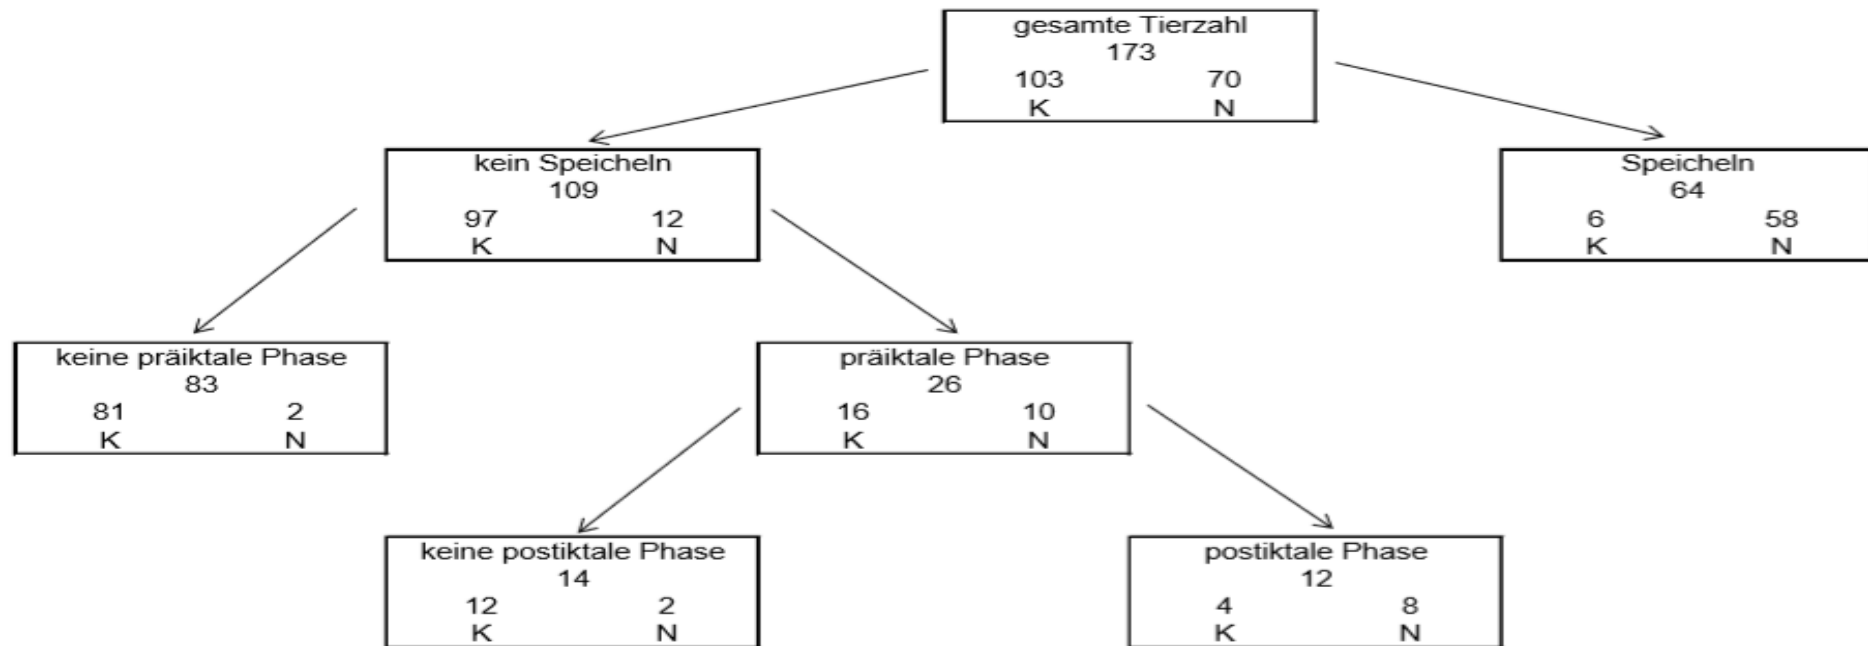 gesamte Tierzahl
173
103 70
K N
kein Speicheln
109
97 12
K N
Speicheln
64
6 58
K N
keine präiktale Phase
83
81 2
K N
präiktale Phase
26
16 10
K N
keine postiktale Phase
14
12 2
K N
postiktale Phase
12
4 8
K N